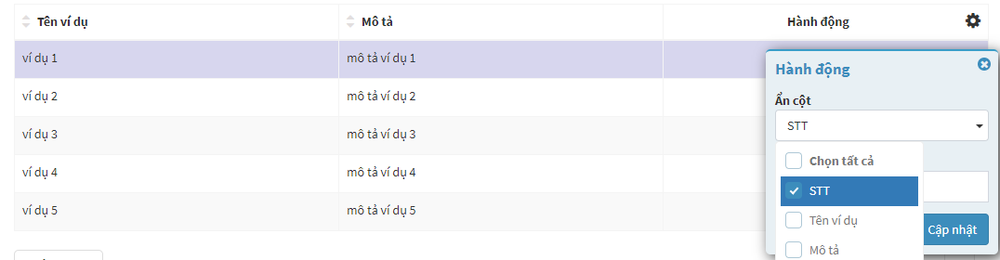 Tên ví dụ Mô tả Hành động
ví dụ 1 mô tả ví dụ 1
ví dụ 2 mô tả ví dụ 2
ví dụ 3 mô tả ví dụ 3
ví dụ 4 mô tả ví dụ 4
ví dụ 5 mô tả ví dụ 5
Hành động
Ẩn cột
STT
Chọn tất cả
STT
Tên ví dụ
Mô tả
Cập nhật